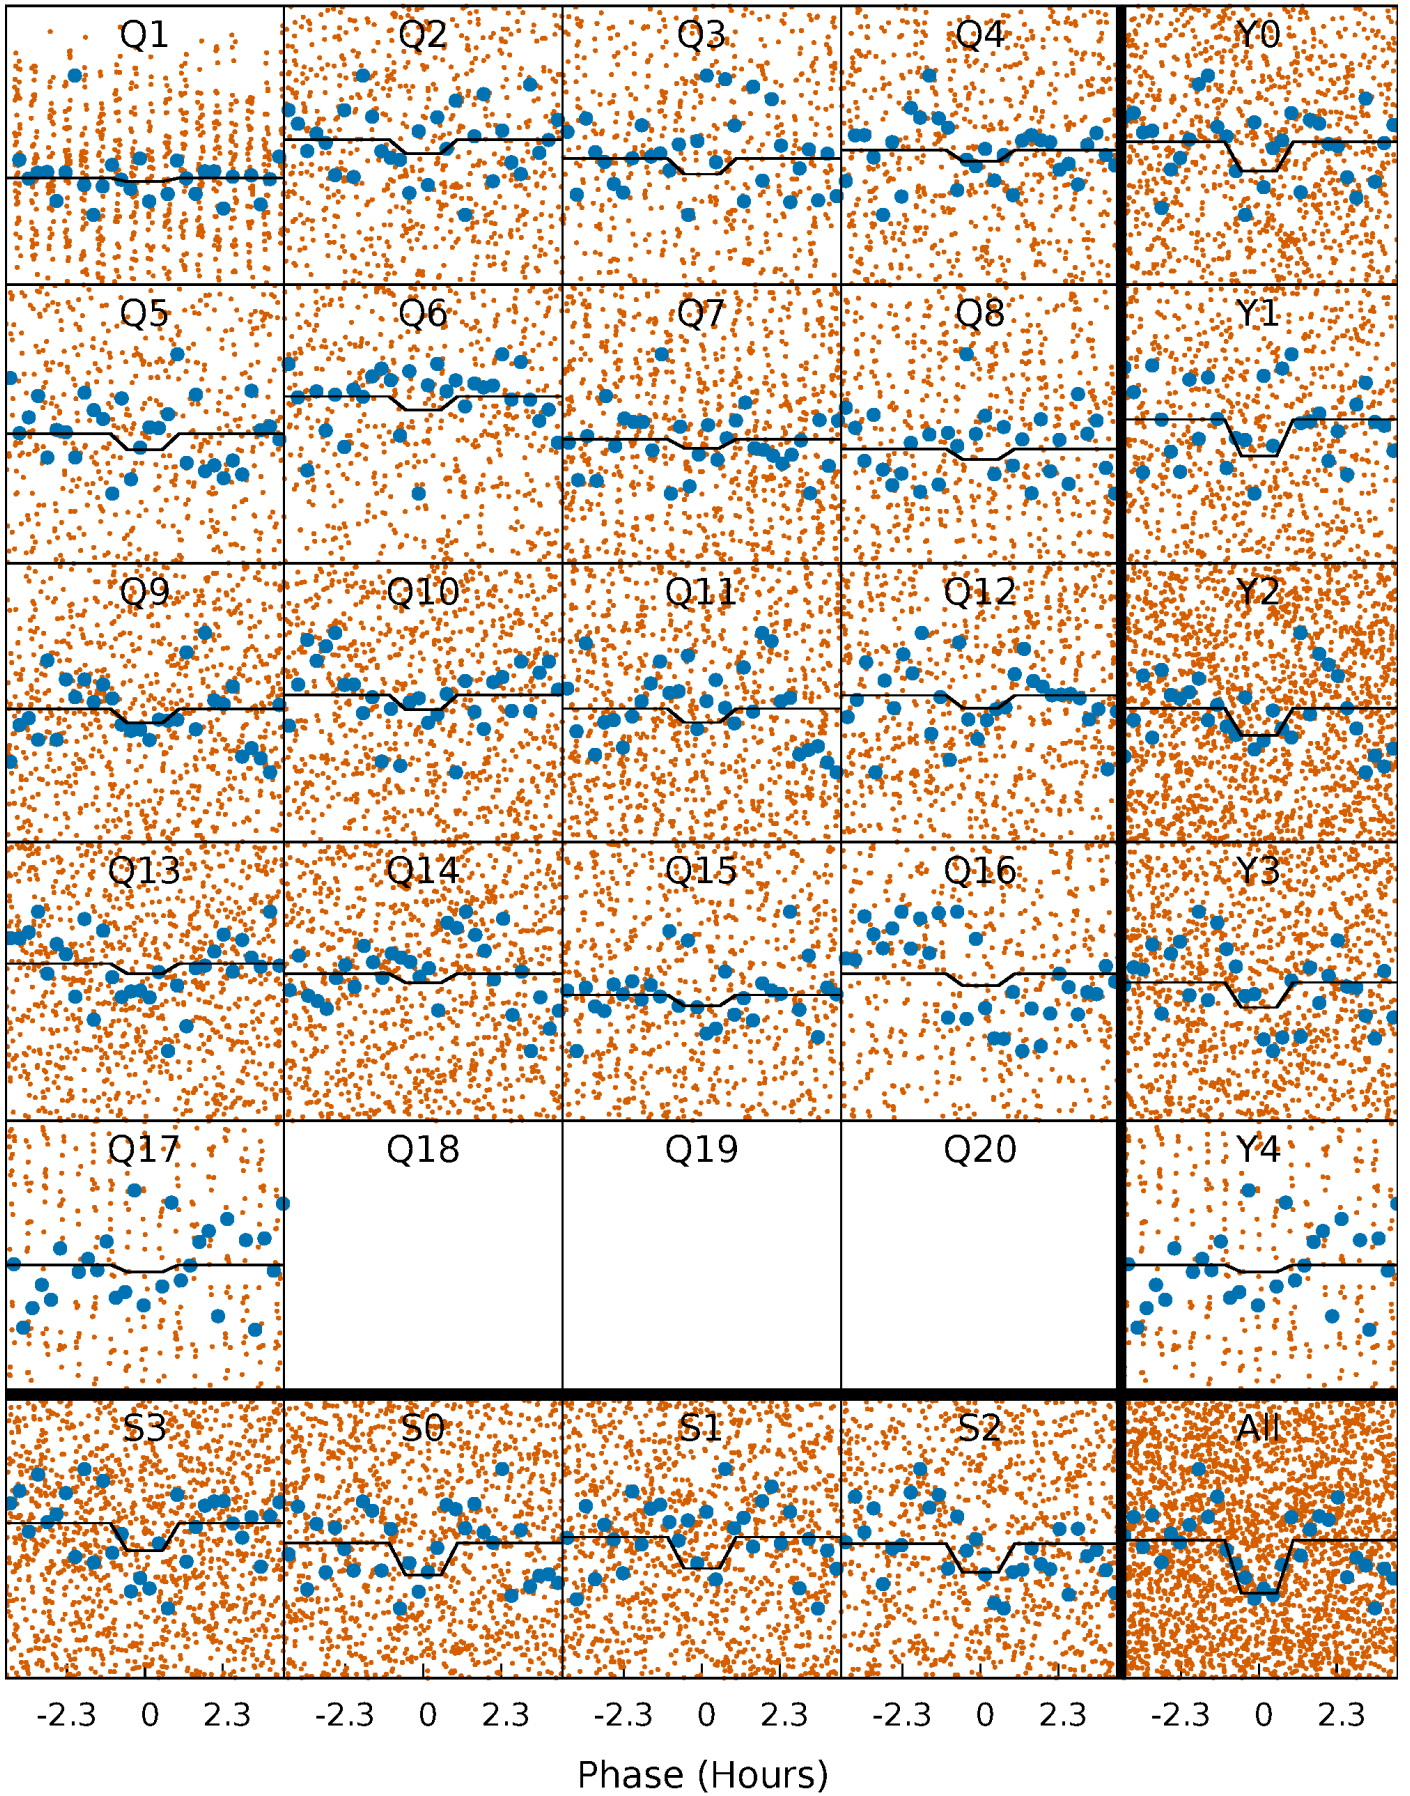 Q1 Q2 Q3 Q4 Y0
Q5 Q6 Q7 Q8 Y1
Q9 Q10 Q11 Q12 Y2
Q13 Q14 Q15 Q16 Y3
Q17 Q18 Q19 Q20 Y4
S3 S0 S1 S2 All
-2.3 0 2.3 -2.3 0 2.3 -2.3 0 2.3 -2.3 0 2.3 -2.3 0 2.3
Phase (Hours)